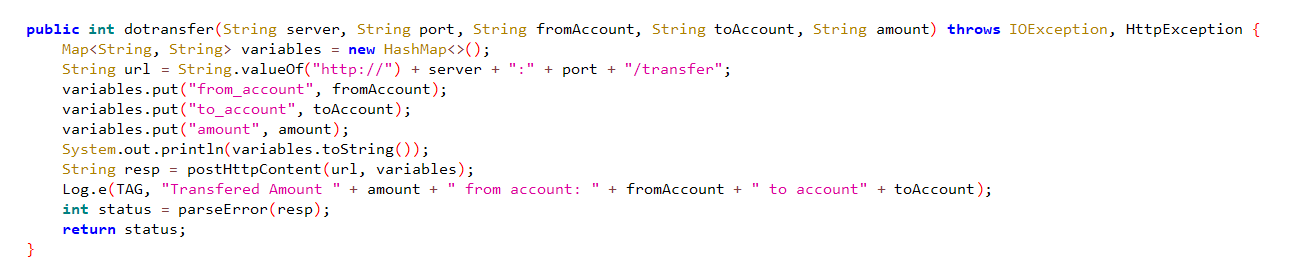 public int dotransfer(String server, String port, String fromAccount, String toAccount, String amount) throws IOException, HttpException {
    Map<String, String> variables = new HashMap<>();
    String url = String.valueOf("http://") + server + ":" + port + "/transfer";
    variables.put("from_account", fromAccount);
    variables.put("to_account", toAccount);
    variables.put("amount", amount);
    System.out.println(variables.toString());
    String resp = postHttpContent(url, variables);
    Log.e(TAG, "Transfered Amount " + amount + " from account: " + fromAccount + " to account" + toAccount);
    int status = parseError(resp);
    return status;
}